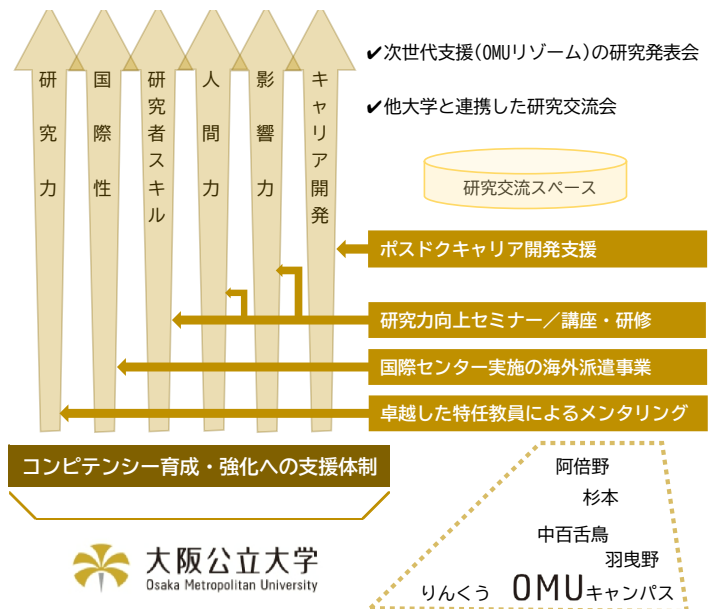 研究力
国際性
研究者スキル
人間力
影響力
キャリア開発
✔次世代支援(OMUリゾーム)の研究発表会
✔他大学と連携した研究交流会
研究交流スペース
ポスドクキャリア開発支援
研究力向上セミナー／講座・研修
国際センター実施の海外派遣事業
卓越した特任教員によるメンタリング
コンピテンシー育成・強化への支援体制
大阪公立大学
Osaka Metropolitan University
阿倍野
杉本
中百舌鳥
羽曳野
りんくう OMUキャンパス